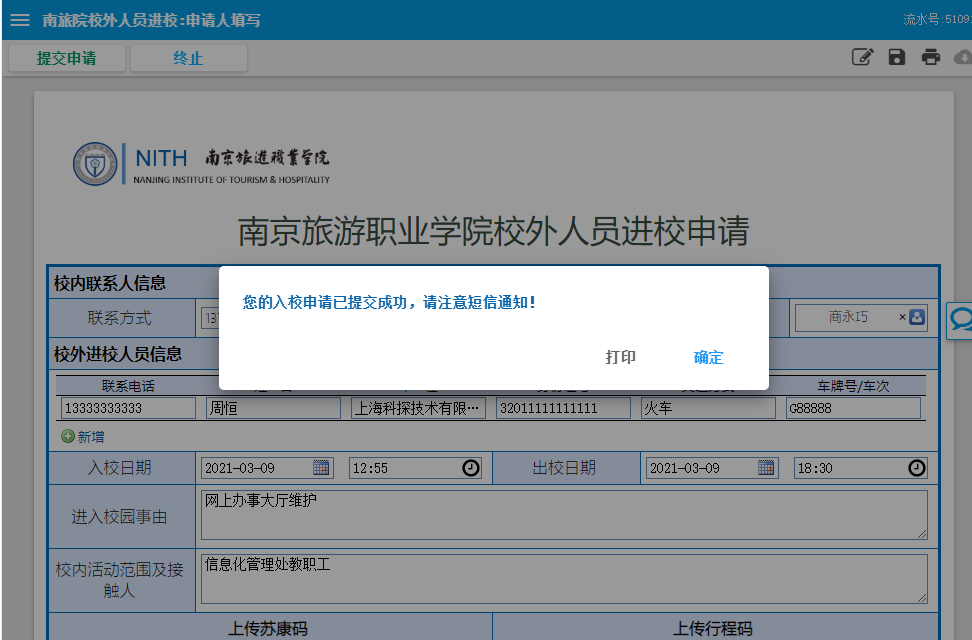 南旅院校外人员进校:申请人填写
流水号:5109
提交申请
终止
NITH 南京旅游職業学院
NANJING INSTITUTE OF TOURISM & HOSPITALITY
南京旅游职业学院校外人员进校申请
校内联系人信息
您的入校申请已提交成功，请注意短信通知!
联系方式
商永巧
打印
确定
校外进校人员信息
联系电话
车牌号/车次
13333333333
周恒
上海科探技术有限…
32011111111111
火车
G88888
新增
入校日期
2021-03-09
12:55
出校日期
2021-03-09
18:30
进入校园事由
网上办事大厅维护
校内活动范围及接
触人
信息化管理处教职工
上传苏康码
上传行程码